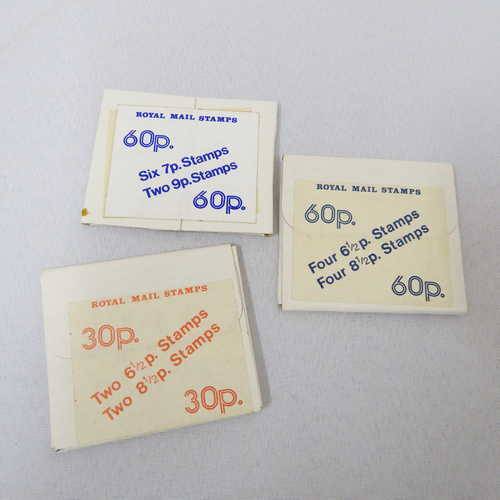 ROYAL MAIL STAMPS
60p.
Six 7p. Stamps
Two 9p. Stamps
60p.
ROYAL MAIL STAMPS
60p.
Four 6½p. Stamps
Four 8½p. Stamps
60p.
ROYAL MAIL STAMPS
30p.
Two 6½p. Stamps
Two 8½p. Stamps
30p.